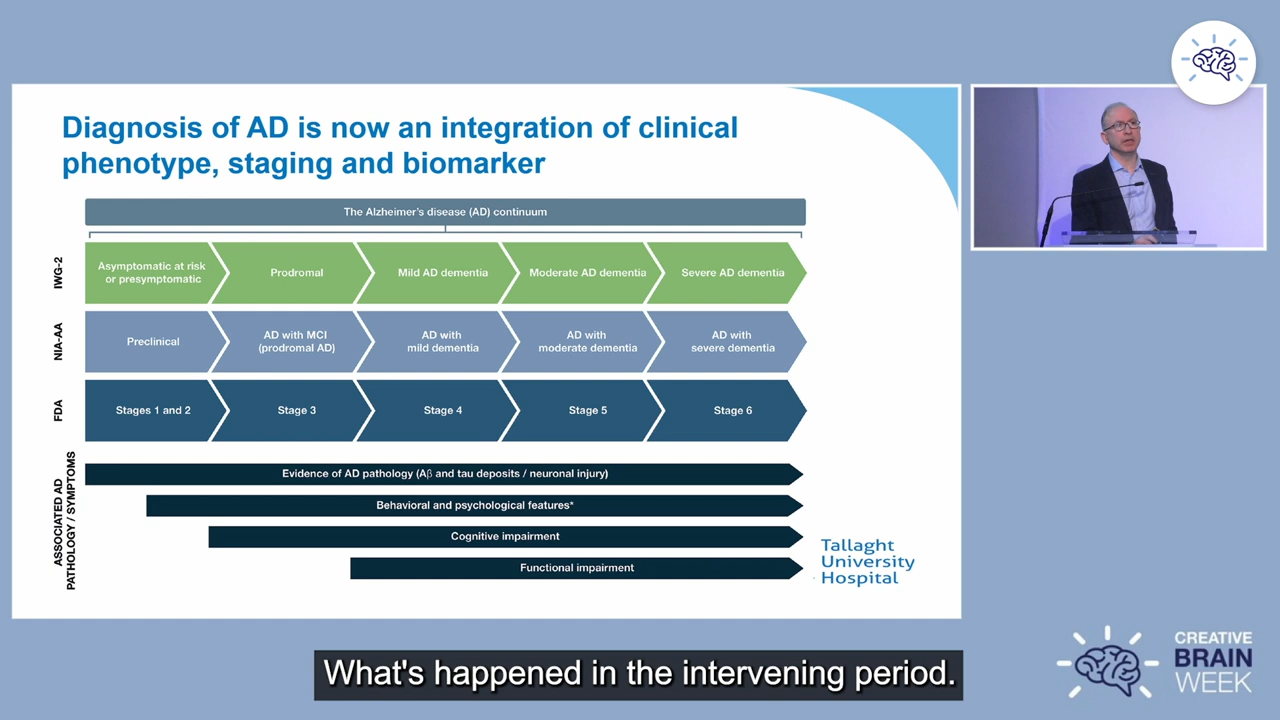 Diagnosis of AD is now an integration of clinical
phenotype, staging and biomarker
The Alzheimer's disease (AD) continuum
IWG-2
Asymptomatic at risk
or presymptomatic
Prodromal
Mild AD dementia
Moderate AD dementia
Severe AD dementia
NIA-AA
Preclinical
AD with MCI
(prodromal AD)
AD with
mild dementia
AD with
moderate dementia
AD with
severe dementia
FDA
Stages 1 and 2
Stage 3
Stage 4
Stage 5
Stage 6
ASSOCIATED AD
PATHOLOGY / SYMPTOMS
Evidence of AD pathology (Aβ and tau deposits / neuronal injury)
Behavioral and psychological features*
Cognitive impairment
Functional impairment
Tallaght
University
Hospital
What's happened in the intervening period.
CREATIVE
BRAIN
WEEK